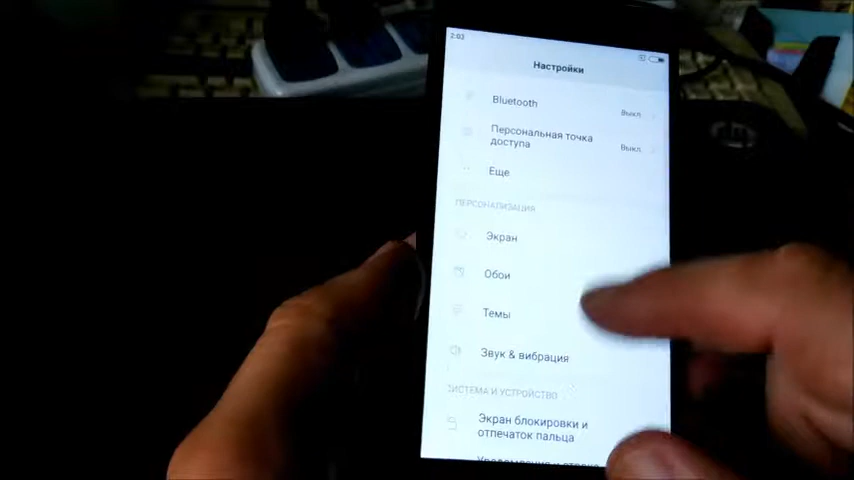 2:03
Настройки
Bluetooth
Выкл
Персональная точка
доступа
Выкл
Еще
ПЕРСОНАЛИЗАЦИЯ
Экран
Обои
Темы
Звук & вибрация
СИСТЕМА И УСТРОЙСТВО
Экран блокировки и
отпечаток пальца